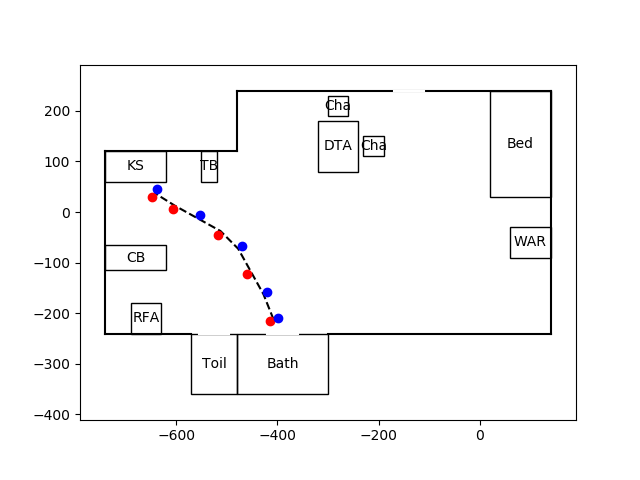 200
100
0
−100
−200
−300
−400
Cha
KS
TB
DTA
Cha
Bed
WAR
CB
RFA
Toil
Bath
−600
−400
−200
0